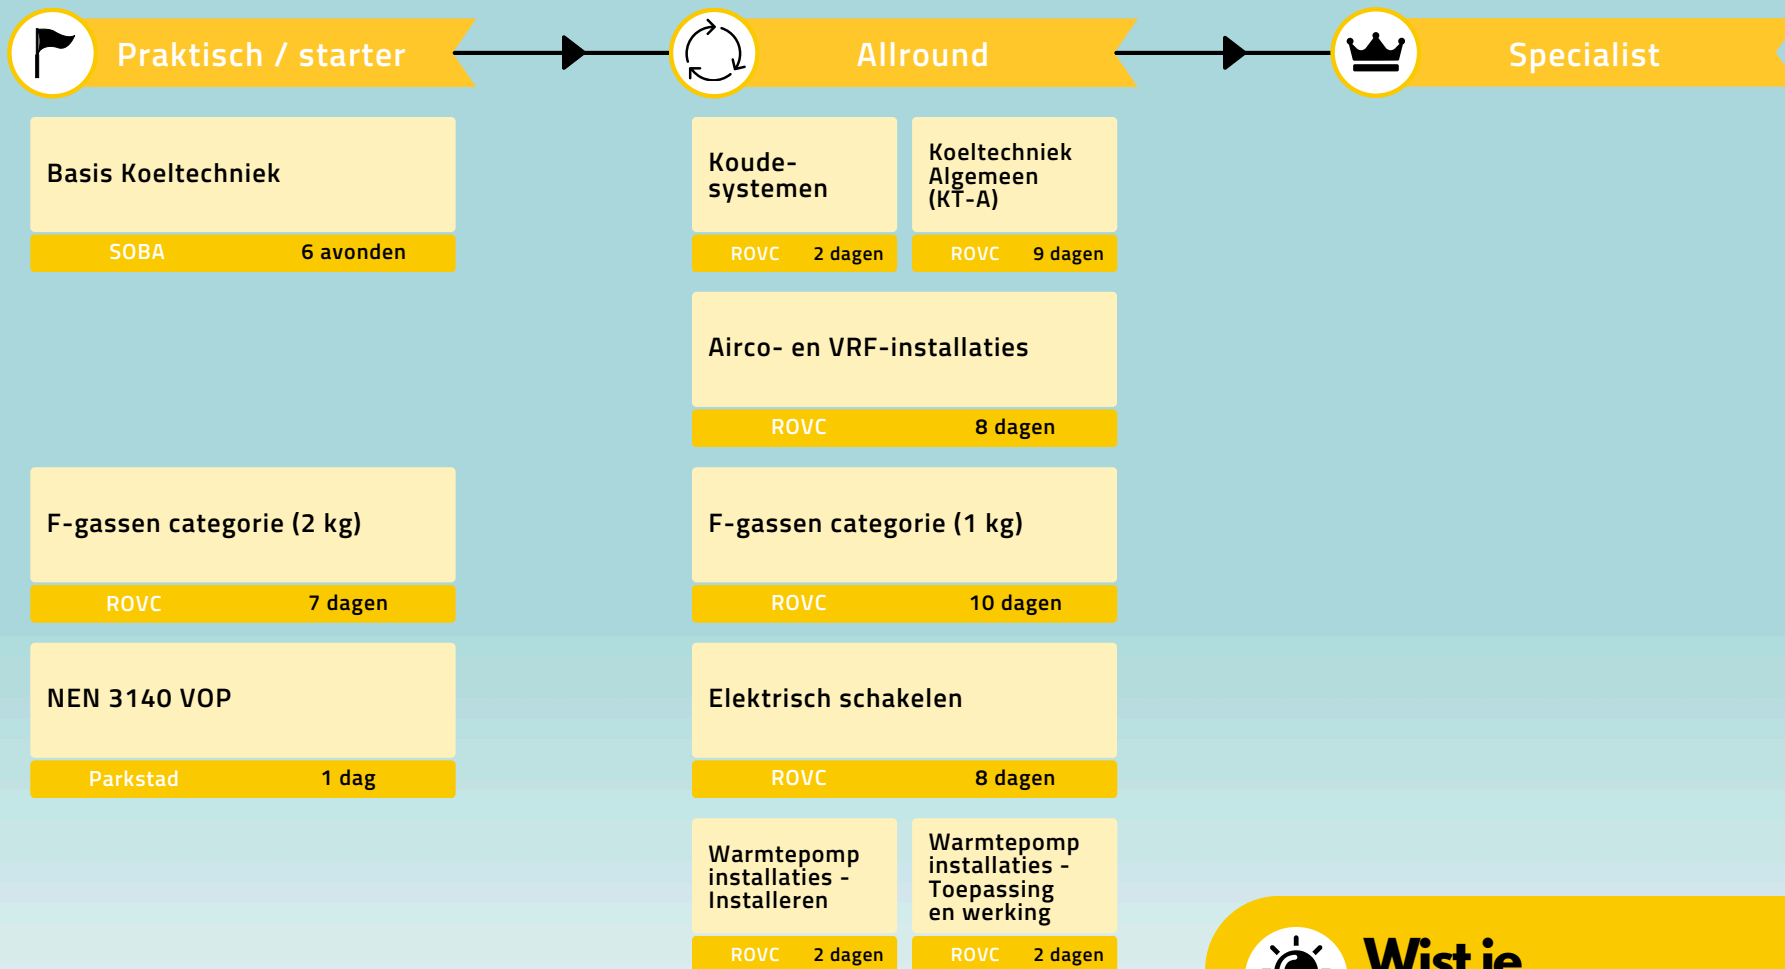 Praktisch / starter
Allround
Specialist
Basis Koeltechniek
SOBA 6 avonden
Koude-
systemen
ROVC 2 dagen
Koeltechniek
Algemeen
(KT-A)
ROVC 9 dagen
Airco- en VRF-installaties
ROVC 8 dagen
F-gassen categorie (2 kg)
ROVC 7 dagen
F-gassen categorie (1 kg)
ROVC 10 dagen
NEN 3140 VOP
Parkstad 1 dag
Elektrisch schakelen
ROVC 8 dagen
Warmtepomp
installaties -
Installeren
ROVC 2 dagen
Warmtepomp
installaties -
Toepassing
en werking
ROVC 2 dagen
Wist je